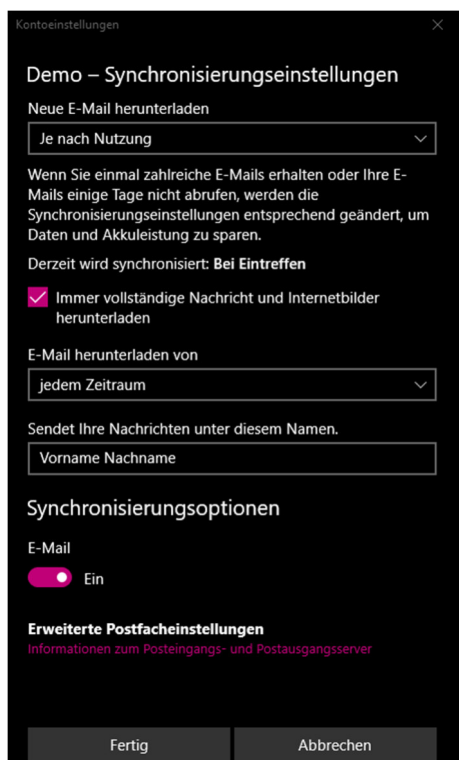 Kontoeinstellungen
Demo – Synchronisierungseinstellungen
Neue E-Mail herunterladen
Je nach Nutzung
Wenn Sie einmal zahlreiche E-Mails erhalten oder Ihre E-
Mails einige Tage nicht abrufen, werden die
Synchronisierungseinstellungen entsprechend geändert, um
Daten und Akkuleistung zu sparen.
Derzeit wird synchronisiert: Bei Eintreffen
Immer vollständige Nachricht und Internetbilder
herunterladen
E-Mail herunterladen von
jedem Zeitraum
Sendet Ihre Nachrichten unter diesem Namen.
Vorname Nachname
Synchronisierungsoptionen
E-Mail
Ein
Erweiterte Postfacheinstellungen
Informationen zum Posteingangs- und Postausgangsserver
Fertig
Abbrechen